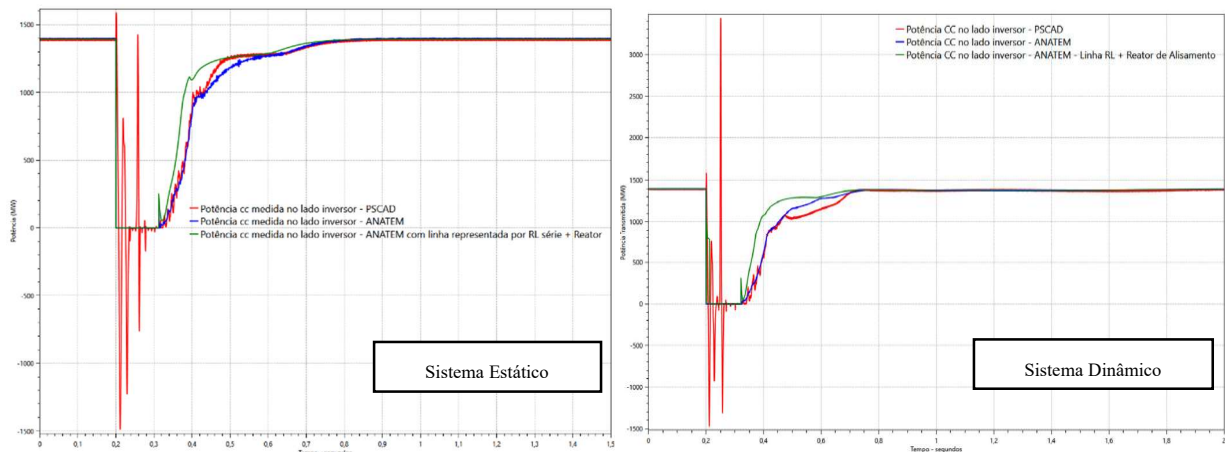 1500
1000
500
0
-500
-1000
-1500
Potência (MW)
Potência cc medida no lado inversor - PSCAD
Potência cc medida no lado inversor - ANATEM
Potência cc medida no lado inversor - ANATEM com linha representada por RL série + Reator
Sistema Estático
0 0,1 0,2 0,3 0,4 0,5 0,6 0,7 0,8 0,9 1 1,1 1,2 1,3 1,4 1,5
3000
2500
2000
1500
1000
500
0
-500
-1000
-1500
Potência Transmitida (MW)
Potência CC no lado inversor - PSCAD
Potência CC no lado inversor - ANATEM
Potência CC no lado inversor - ANATEM - Linha RL + Reator de Alisamento
Sistema Dinâmico
0 0,2 0,4 0,6 0,8 1 1,2 1,4 1,6 1,8 2
Tempo - segundos